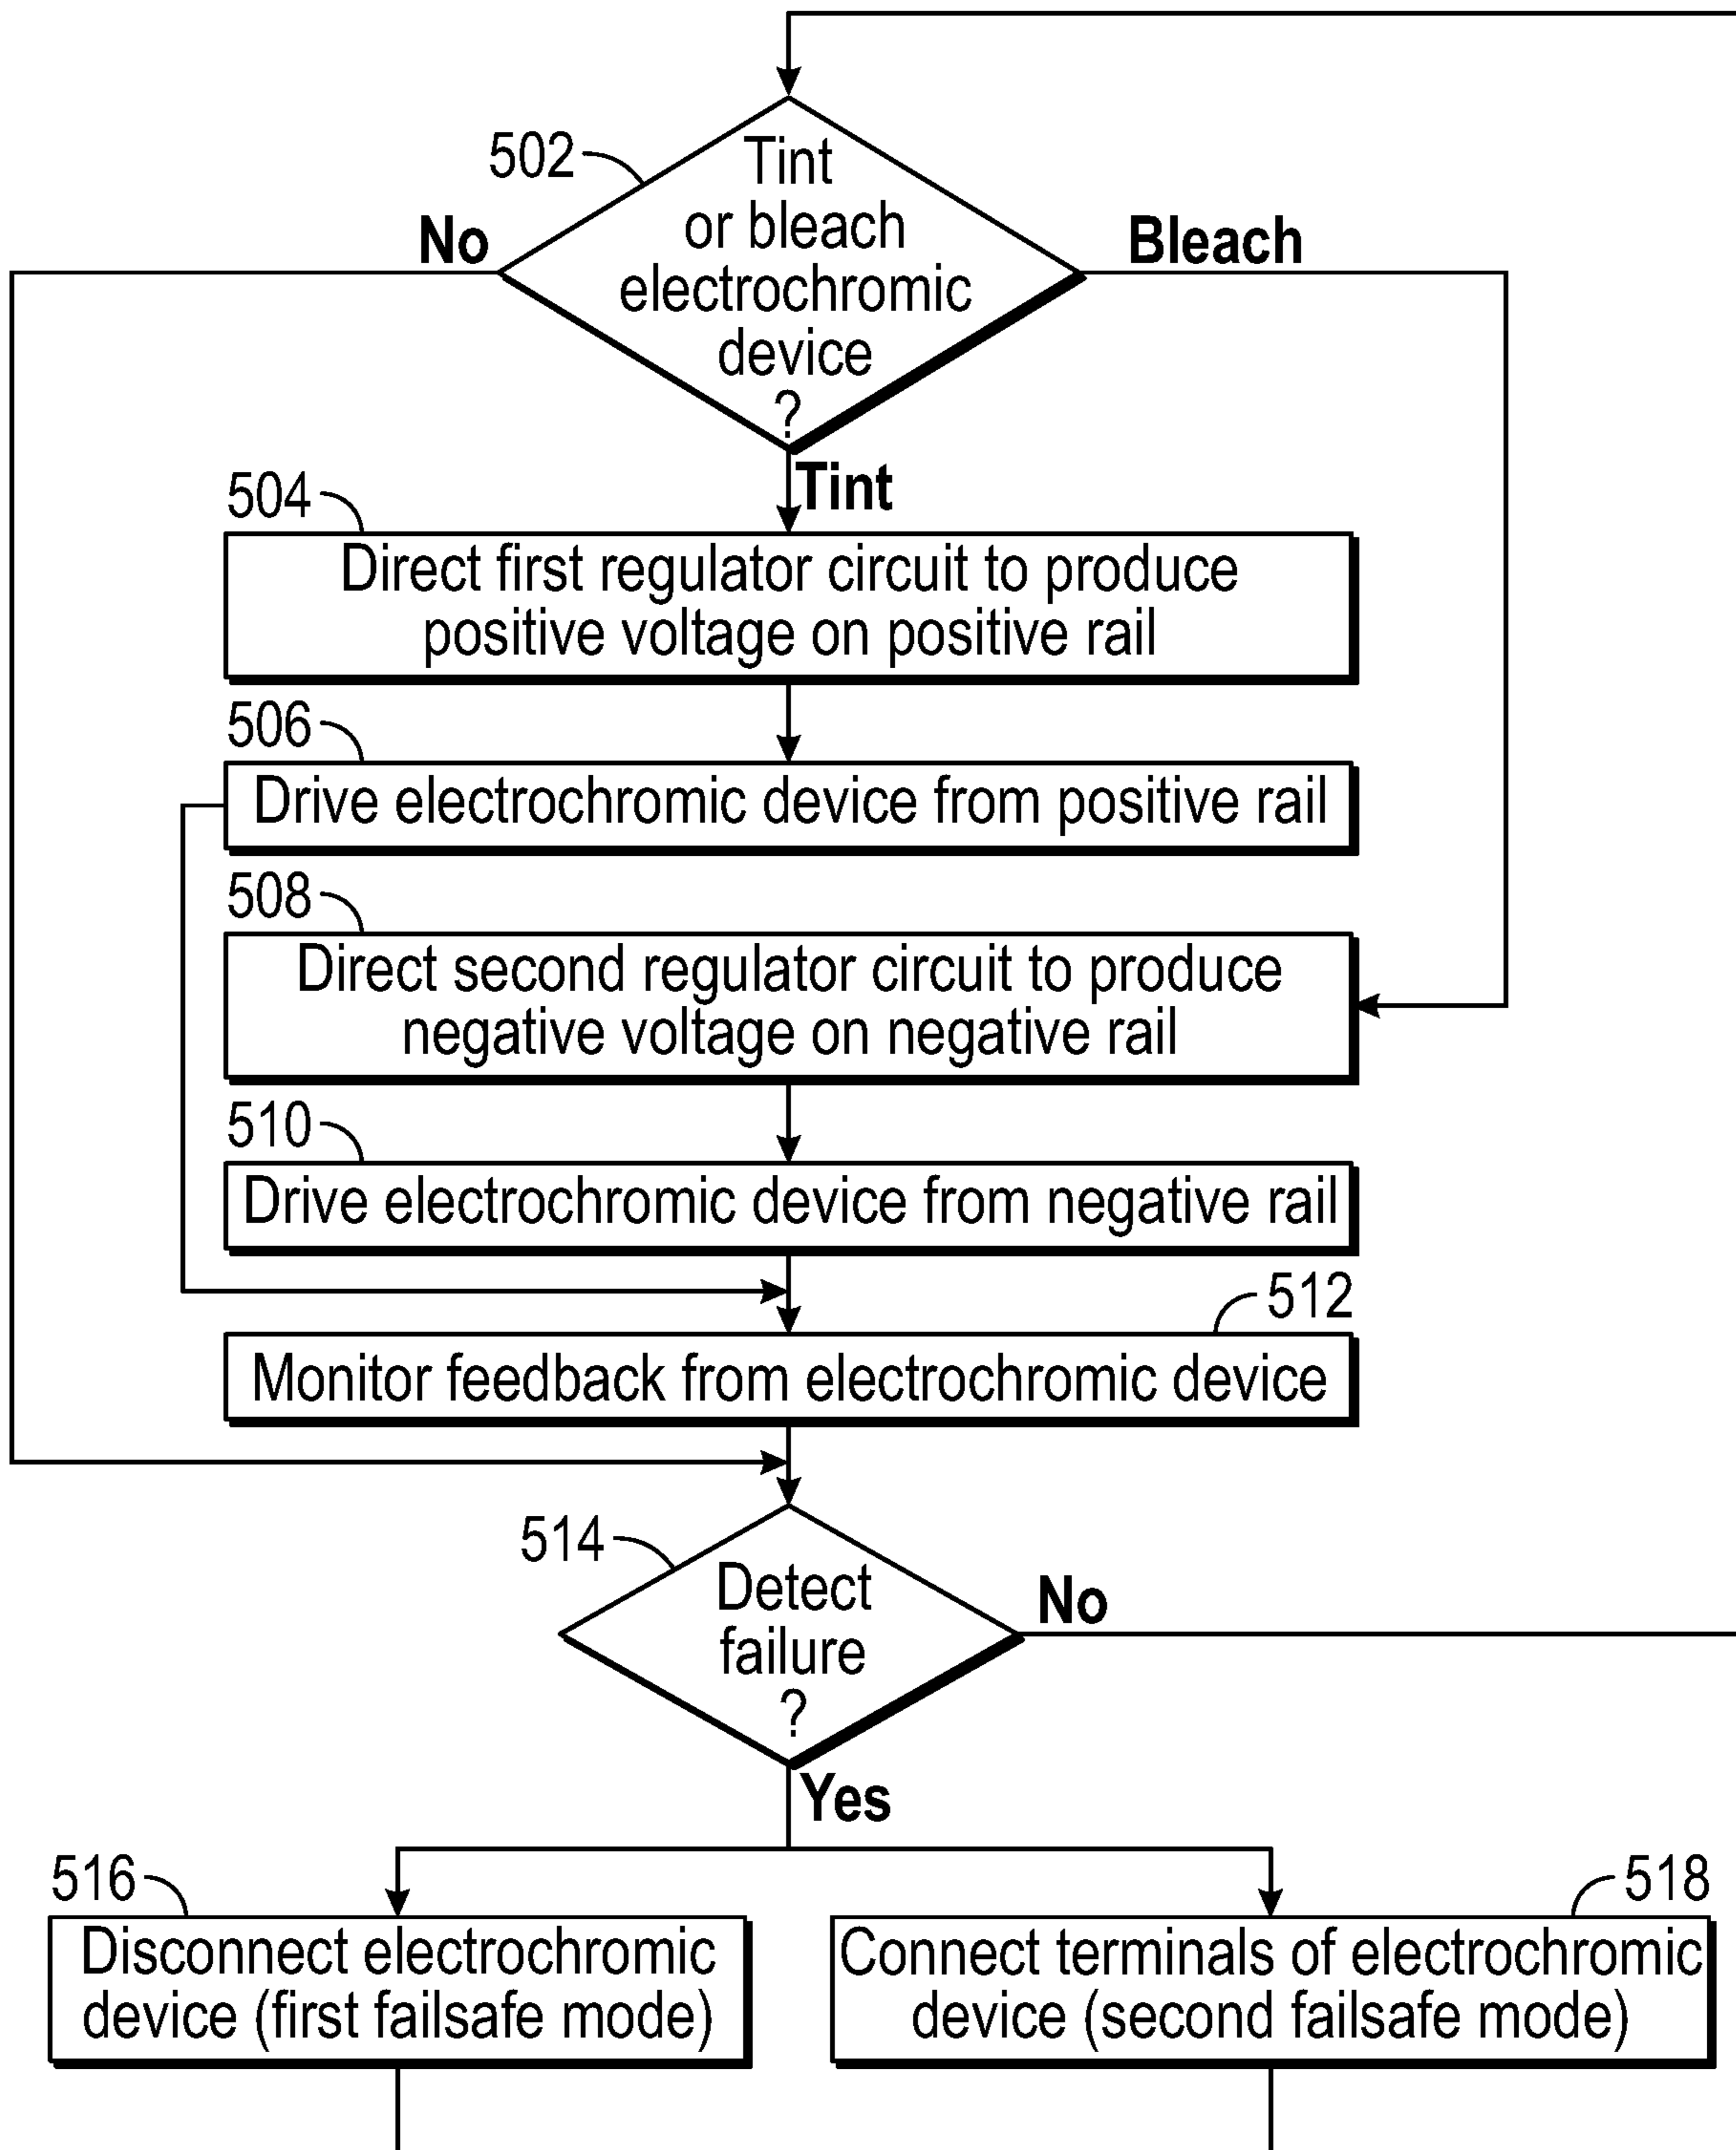 502
Tint
or bleach
electrochromic
device
?
No
Bleach
Tint
504
Direct first regulator circuit to produce
positive voltage on positive rail
506
Drive electrochromic device from positive rail
508
Direct second regulator circuit to produce
negative voltage on negative rail
510
Drive electrochromic device from negative rail
512
Monitor feedback from electrochromic device
514
Detect
failure
?
No
Yes
516
Disconnect electrochromic
device (first failsafe mode)
518
Connect terminals of electrochromic
device (second failsafe mode)